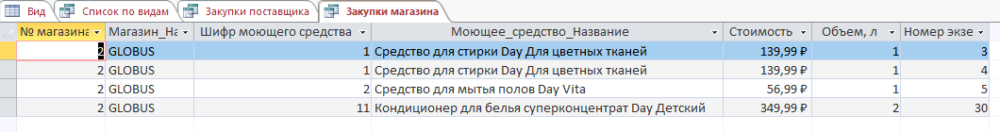 Вид Список по видам Закупки поставщика Закупки магазина
№ магазина Магазин_На Шифр моющего средства Моющее_средство_Название Стоимость Объем, л Номер экзе
2 GLOBUS 1 Средство для стирки Day Для цветных тканей 139,99 ₽ 1 3
2 GLOBUS 1 Средство для стирки Day Для цветных тканей 139,99 ₽ 1 4
2 GLOBUS 2 Средство для мытья полов Day Vita 56,99 ₽ 1 5
2 GLOBUS 11 Кондиционер для белья суперконцентрат Day Детский 349,99 ₽ 2 30